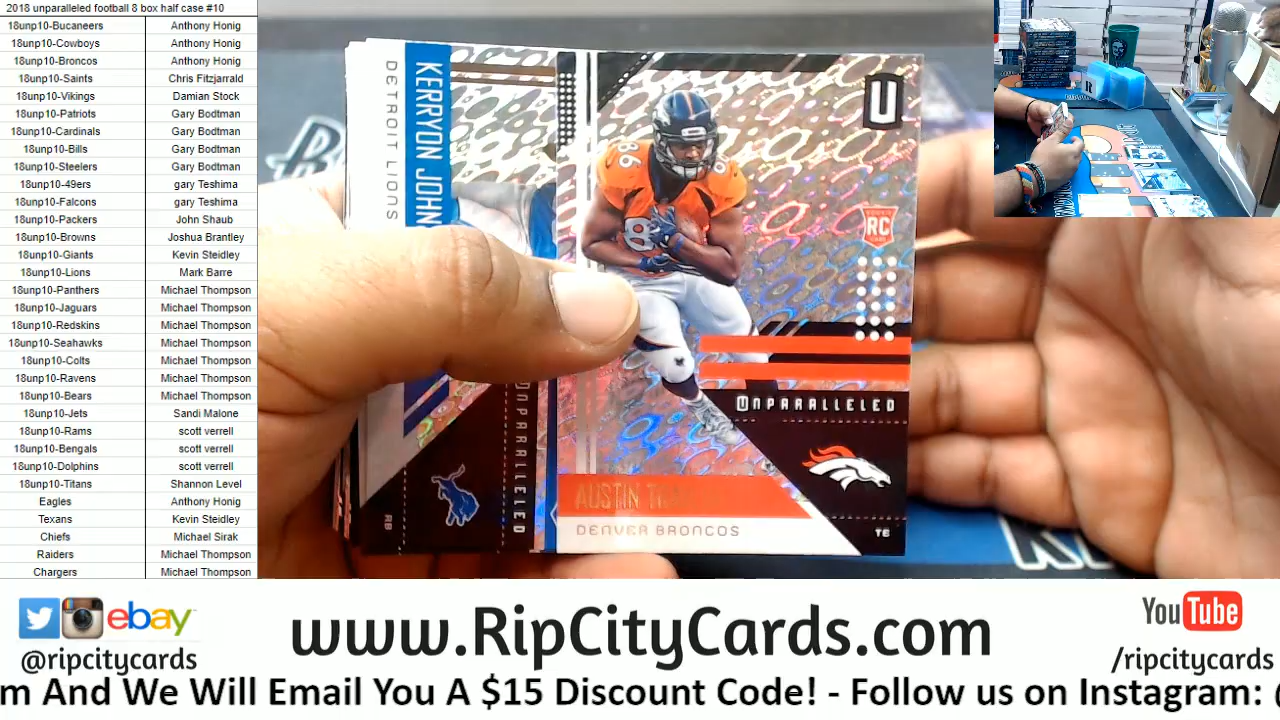 2018 unparalleled football 8 box half case #10
18unp10-Bucaneers Anthony Honig
18unp10-Cowboys Anthony Honig
18unp10-Broncos Anthony Honig
18unp10-Saints Chris Fitzjarrald
18unp10-Vikings Damian Stock
18unp10-Patriots Gary Bodtman
18unp10-Cardinals Gary Bodtman
18unp10-Bills Gary Bodtman
18unp10-Steelers Gary Bodtman
18unp10-49ers gary Teshima
18unp10-Falcons gary Teshima
18unp10-Packers John Shaub
18unp10-Browns Joshua Brantley
18unp10-Giants Kevin Steidley
18unp10-Lions Mark Barre
18unp10-Panthers Michael Thompson
18unp10-Jaguars Michael Thompson
18unp10-Redskins Michael Thompson
18unp10-Seahawks Michael Thompson
18unp10-Colts Michael Thompson
18unp10-Ravens Michael Thompson
18unp10-Bears Michael Thompson
18unp10-Jets Sandi Malone
18unp10-Rams scott verrell
18unp10-Bengals scott verrell
18unp10-Dolphins scott verrell
18unp10-Titans Shannon Level
Eagles Anthony Honig
Texans Kevin Steidley
Chiefs Michael Sirak
Raiders Michael Thompson
Chargers Michael Thompson
KERRYON JOHN
DETROIT LIONS
UNPARALLELED
RB
U
86
RC
UNPARALLELED
AUSTIN
DENVER BRONCOS
TE
ebay
@ripcitycards
www.RipCityCards.com
YouTube
/ripcitycards
m And We Will Email You A $15 Discount Code! - Follow us on Instagram: